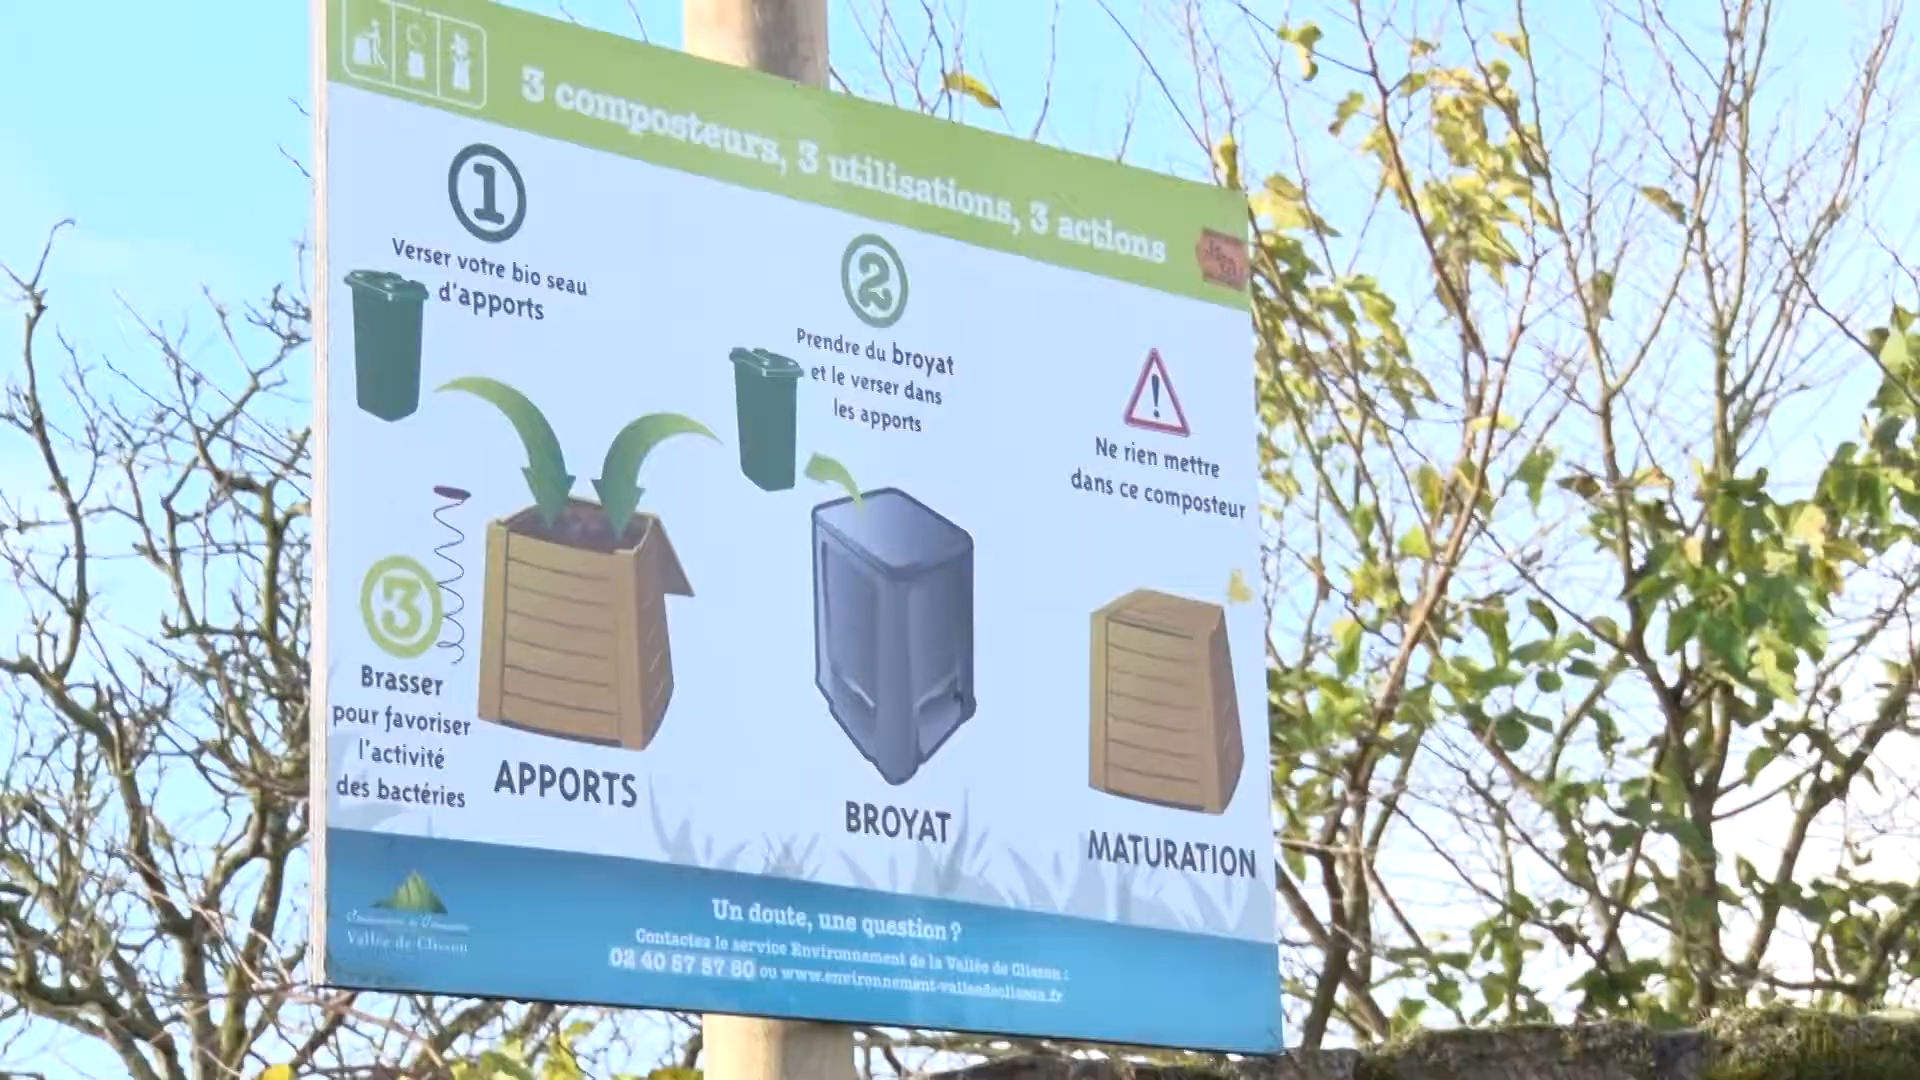 3 composteurs, 3 utilisations, 3 actions
1
Verser votre bio seau
d'apports
2
Prendre du broyat
et le verser dans
les apports
Ne rien mettre
dans ce composteur
3
Brasser
pour favoriser
l'activité
des bactéries
APPORTS
BROYAT
MATURATION
Vallée de Clisson
Un doute, une question ?
Contactez le service Environnement de la Vallée de Clisson :
02 40 57 57 80 ou www.environnement-valleedeclisson.fr